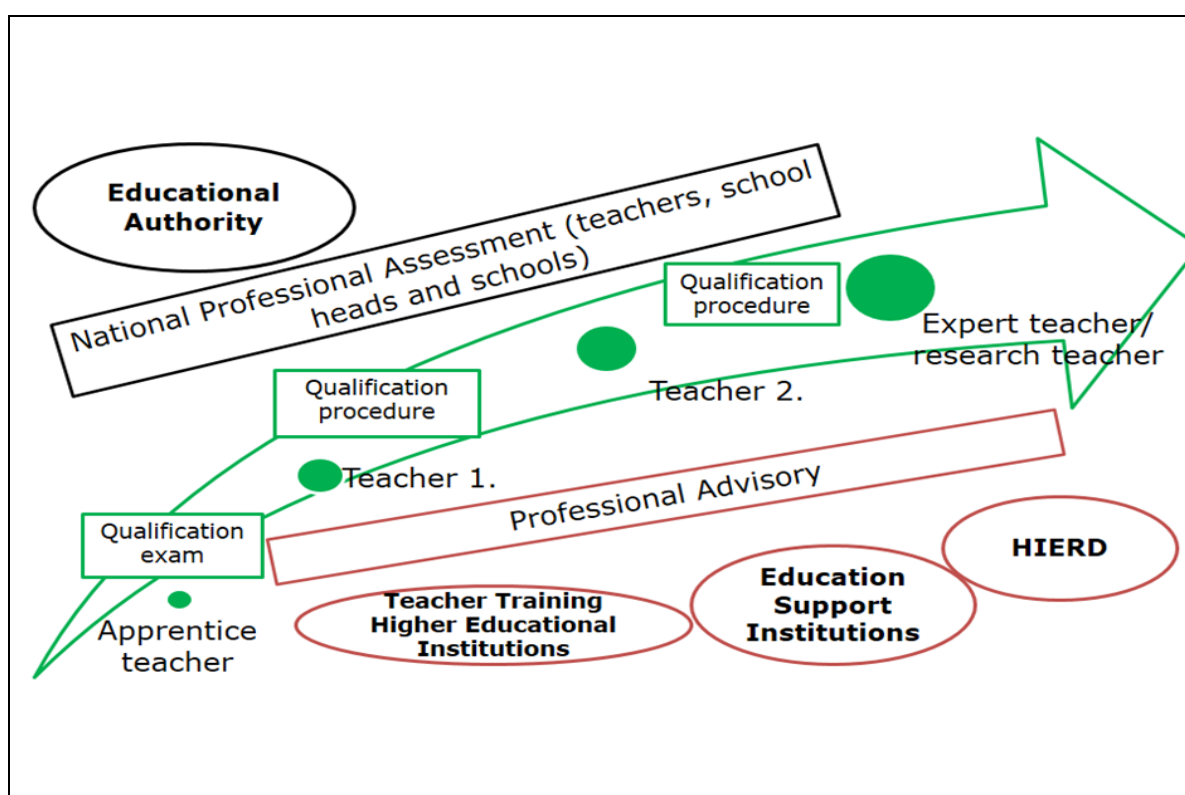 Educational
Authority
National Professional Assessment (teachers, school
heads and schools)
Qualification
procedure
Expert teacher/
research teacher
Teacher 2.
Qualification
procedure
Teacher 1.
Professional Advisory
Qualification
exam
Apprentice
teacher
Teacher Training
Higher Educational
Institutions
Education
Support
Institutions
HIERD